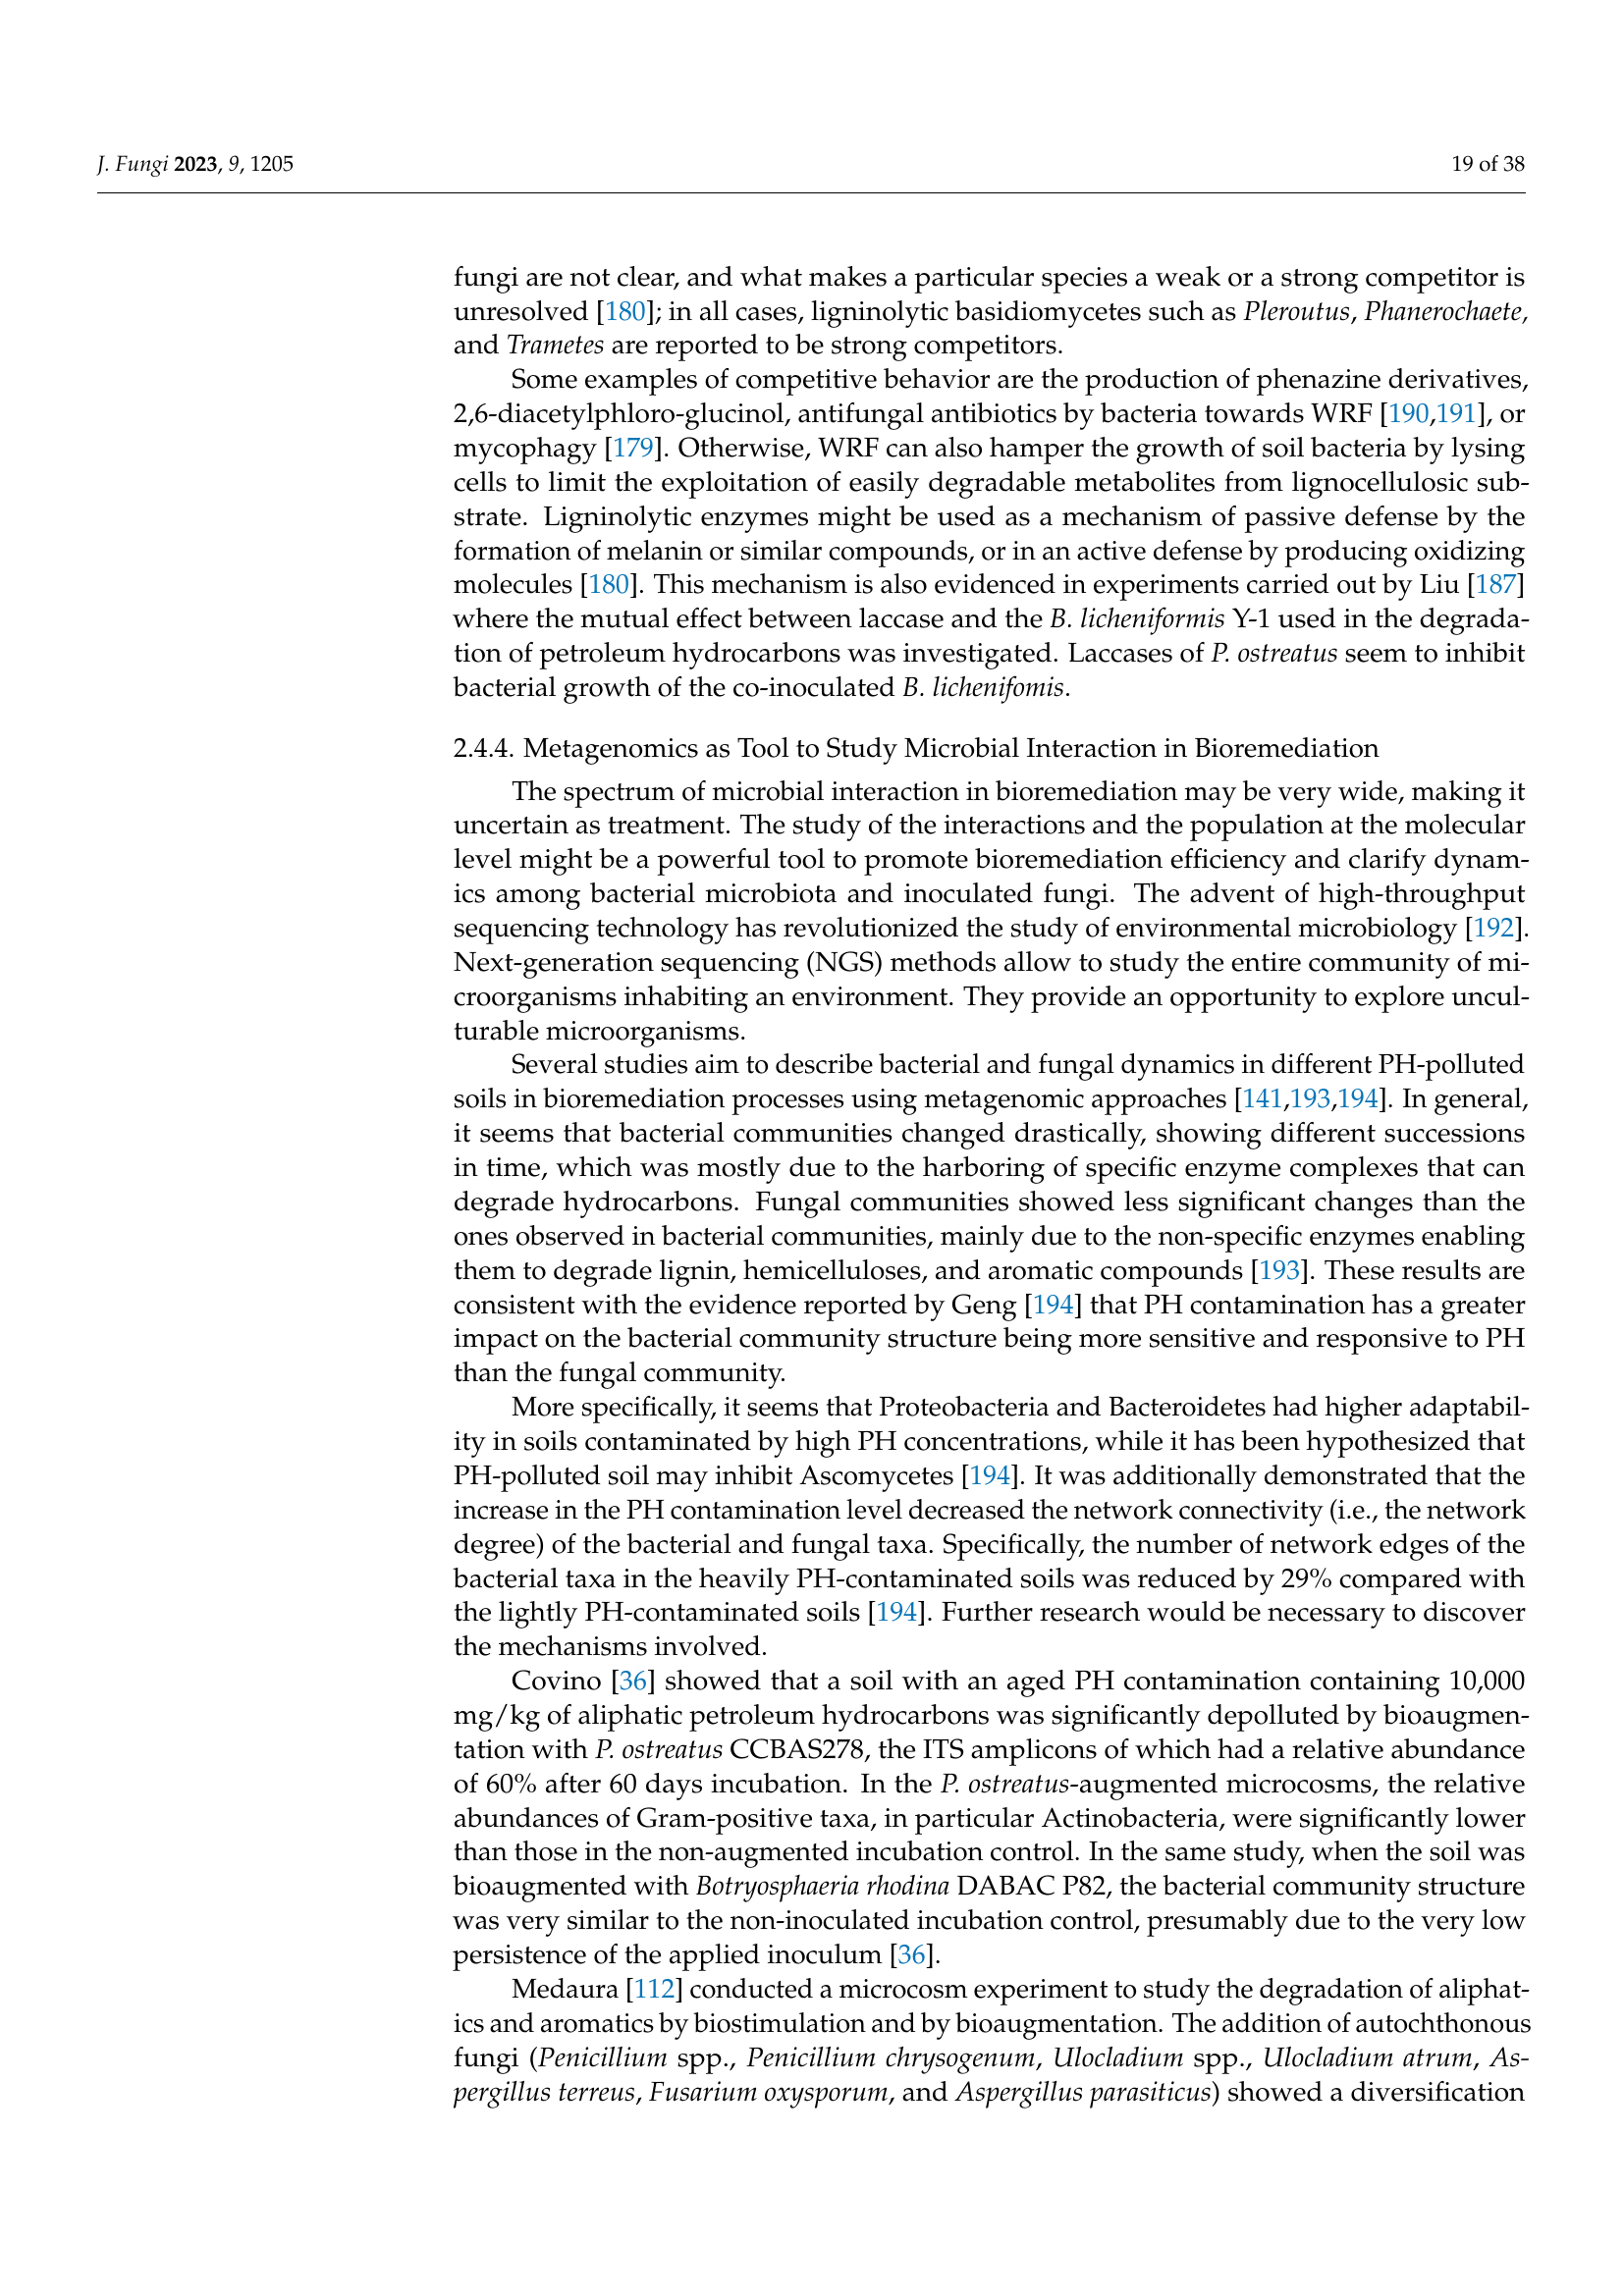 J. Fungi 2023, 9, 1205
19 of 38
fungi are not clear, and what makes a particular species a weak or a strong competitor is
unresolved [180]; in all cases, ligninolytic basidiomycetes such as Pleroutus, Phanerochaete,
and Trametes are reported to be strong competitors.
Some examples of competitive behavior are the production of phenazine derivatives,
2,6-diacetylphloro-glucinol, antifungal antibiotics by bacteria towards WRF [190,191], or
mycophagy [179]. Otherwise, WRF can also hamper the growth of soil bacteria by lysing
cells to limit the exploitation of easily degradable metabolites from lignocellulosic sub-
strate. Ligninolytic enzymes might be used as a mechanism of passive defense by the
formation of melanin or similar compounds, or in an active defense by producing oxidizing
molecules [180]. This mechanism is also evidenced in experiments carried out by Liu [187]
where the mutual effect between laccase and the B. licheniformis Y-1 used in the degrada-
tion of petroleum hydrocarbons was investigated. Laccases of P. ostreatus seem to inhibit
bacterial growth of the co-inoculated B. lichenifomis.
2.4.4. Metagenomics as Tool to Study Microbial Interaction in Bioremediation
The spectrum of microbial interaction in bioremediation may be very wide, making it
uncertain as treatment. The study of the interactions and the population at the molecular
level might be a powerful tool to promote bioremediation efficiency and clarify dynam-
ics among bacterial microbiota and inoculated fungi. The advent of high-throughput
sequencing technology has revolutionized the study of environmental microbiology [192].
Next-generation sequencing (NGS) methods allow to study the entire community of mi-
croorganisms inhabiting an environment. They provide an opportunity to explore uncul-
turable microorganisms.
Several studies aim to describe bacterial and fungal dynamics in different PH-polluted
soils in bioremediation processes using metagenomic approaches [141,193,194]. In general,
it seems that bacterial communities changed drastically, showing different successions
in time, which was mostly due to the harboring of specific enzyme complexes that can
degrade hydrocarbons. Fungal communities showed less significant changes than the
ones observed in bacterial communities, mainly due to the non-specific enzymes enabling
them to degrade lignin, hemicelluloses, and aromatic compounds [193]. These results are
consistent with the evidence reported by Geng [194] that PH contamination has a greater
impact on the bacterial community structure being more sensitive and responsive to PH
than the fungal community.
More specifically, it seems that Proteobacteria and Bacteroidetes had higher adaptabil-
ity in soils contaminated by high PH concentrations, while it has been hypothesized that
PH-polluted soil may inhibit Ascomycetes [194]. It was additionally demonstrated that the
increase in the PH contamination level decreased the network connectivity (i.e., the network
degree) of the bacterial and fungal taxa. Specifically, the number of network edges of the
bacterial taxa in the heavily PH-contaminated soils was reduced by 29% compared with
the lightly PH-contaminated soils [194]. Further research would be necessary to discover
the mechanisms involved.
Covino [36] showed that a soil with an aged PH contamination containing 10,000
mg/kg of aliphatic petroleum hydrocarbons was significantly depolluted by bioaugmen-
tation with P. ostreatus CCBAS278, the ITS amplicons of which had a relative abundance
of 60% after 60 days incubation. In the P. ostreatus-augmented microcosms, the relative
abundances of Gram-positive taxa, in particular Actinobacteria, were significantly lower
than those in the non-augmented incubation control. In the same study, when the soil was
bioaugmented with Botryosphaeria rhodina DABAC P82, the bacterial community structure
was very similar to the non-inoculated incubation control, presumably due to the very low
persistence of the applied inoculum [36].
Medaura [112] conducted a microcosm experiment to study the degradation of aliphat-
ics and aromatics by biostimulation and by bioaugmentation. The addition of autochthonous
fungi (Penicillium spp., Penicillium chrysogenum, Ulocladium spp., Ulocladium atrum, As-
pergillus terreus, Fusarium oxysporum, and Aspergillus parasiticus) showed a diversification